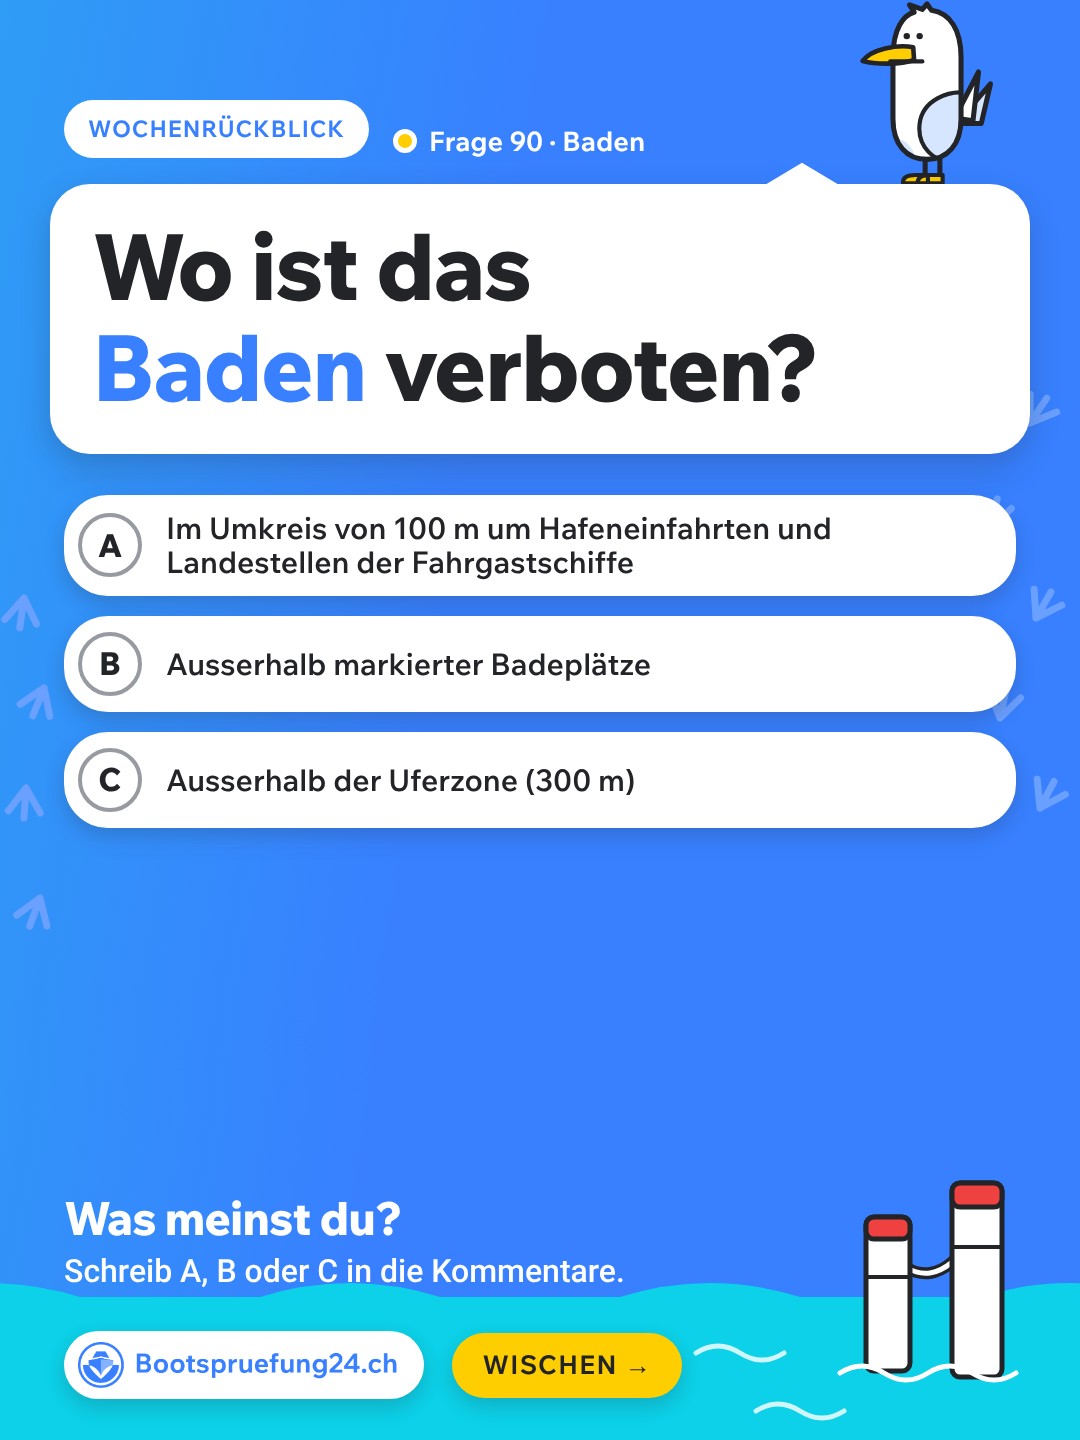 WOCHENRÜCKBLICK
Frage 90 · Baden
Wo ist das
Baden verboten?
A
Im Umkreis von 100 m um Hafeneinfahrten und
Landestellen der Fahrgastschiffe
B
Ausserhalb markierter Badeplätze
C
Ausserhalb der Uferzone (300 m)
Was meinst du?
Schreib A, B oder C in die Kommentare.
Bootspruefung24.ch
WISCHEN →